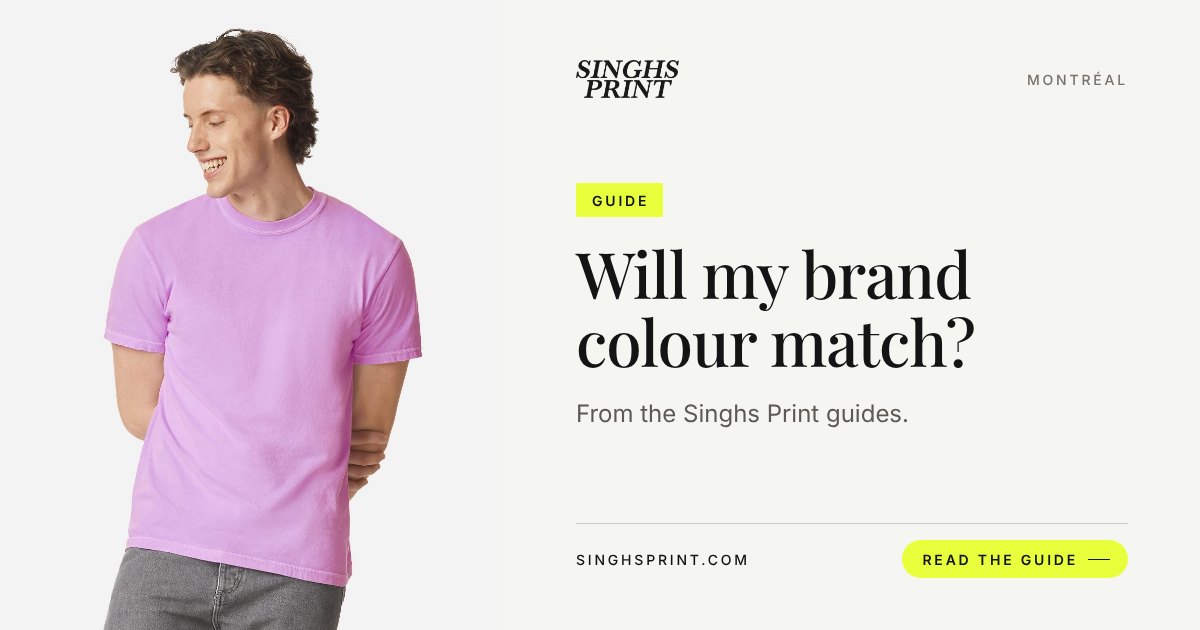 SINGHS
PRINT
MONTRÉAL
GUIDE
Will my brand
colour match?
From the Singhs Print guides.
SINGHSPRINT.COM
READ THE GUIDE —